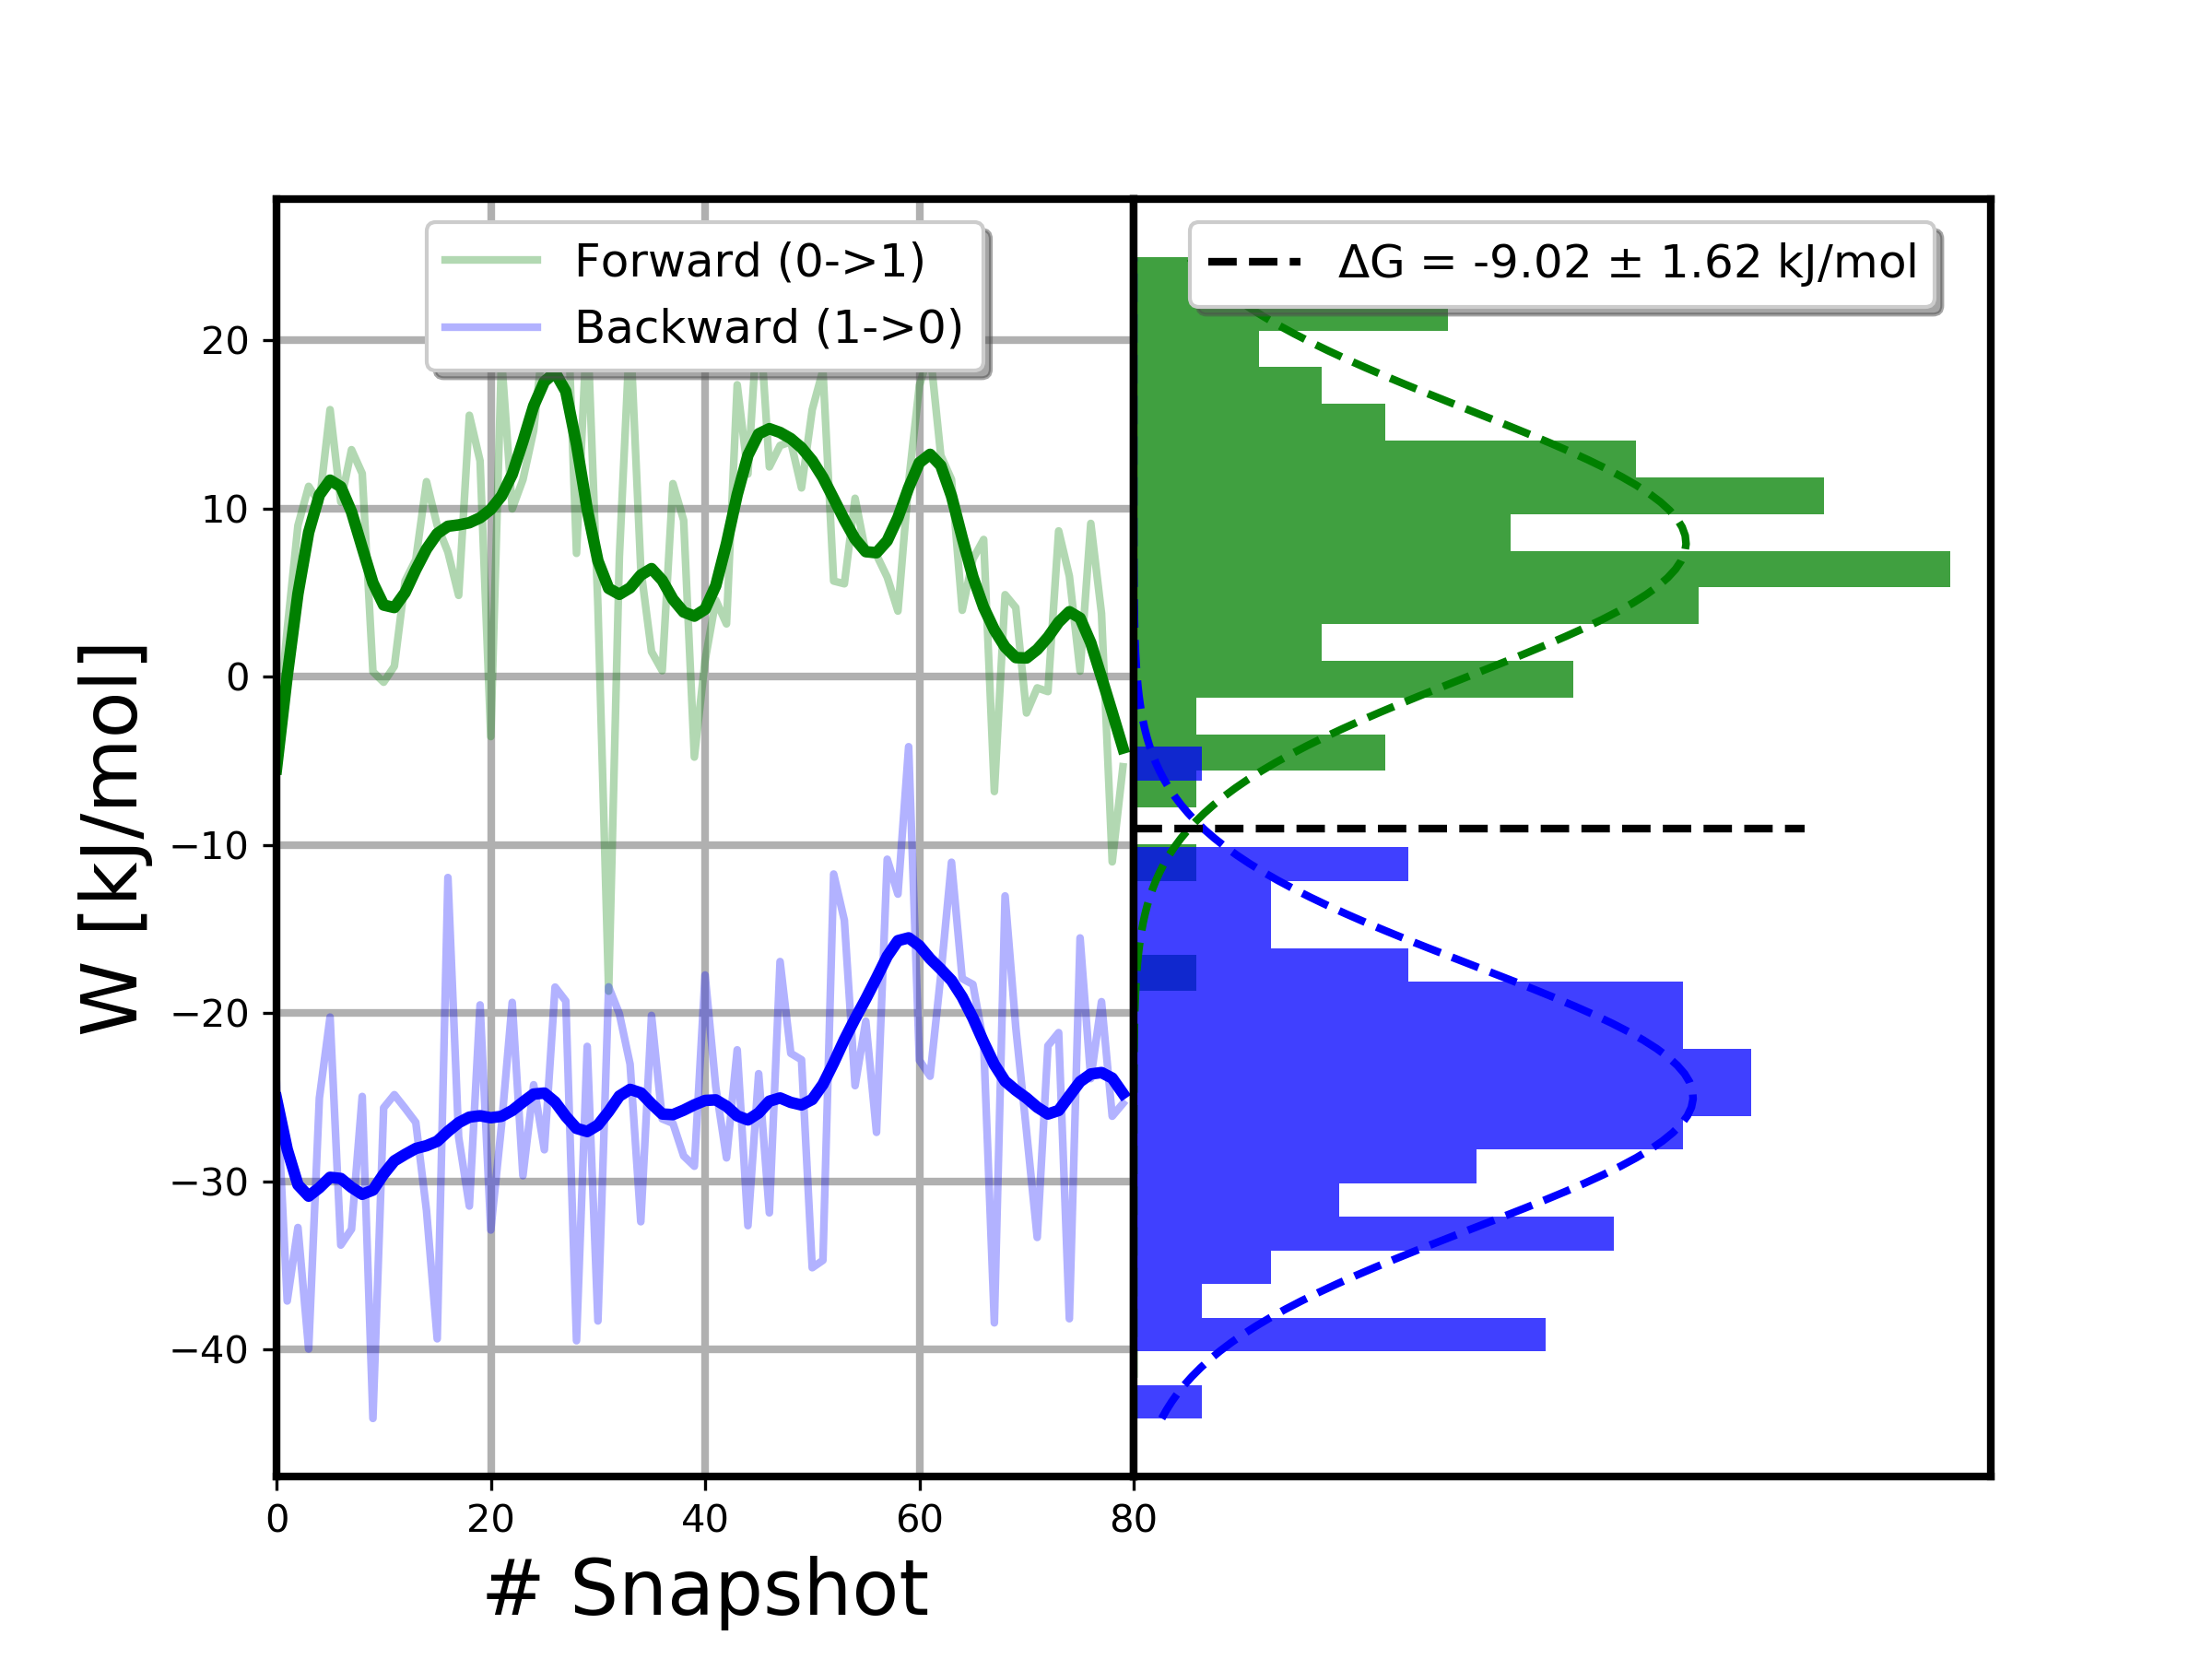 Forward (0->1)
Backward (1->0)
ΔG = -9.02 ± 1.62 kJ/mol
W [kJ/mol]
20
10
0
−10
−20
−30
−40
0 20 40 60 80
# Snapshot